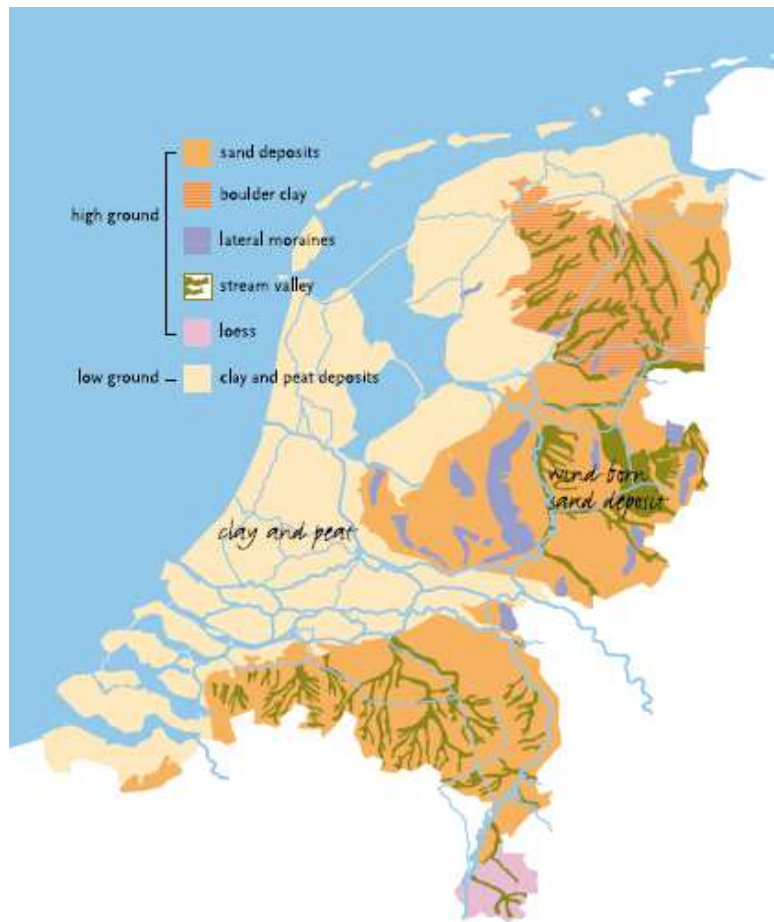 sand deposits
boulder clay
high ground
lateral moraines
stream valley
loess
low ground
clay and peat deposits
wind born
sand deposit
clay and peat